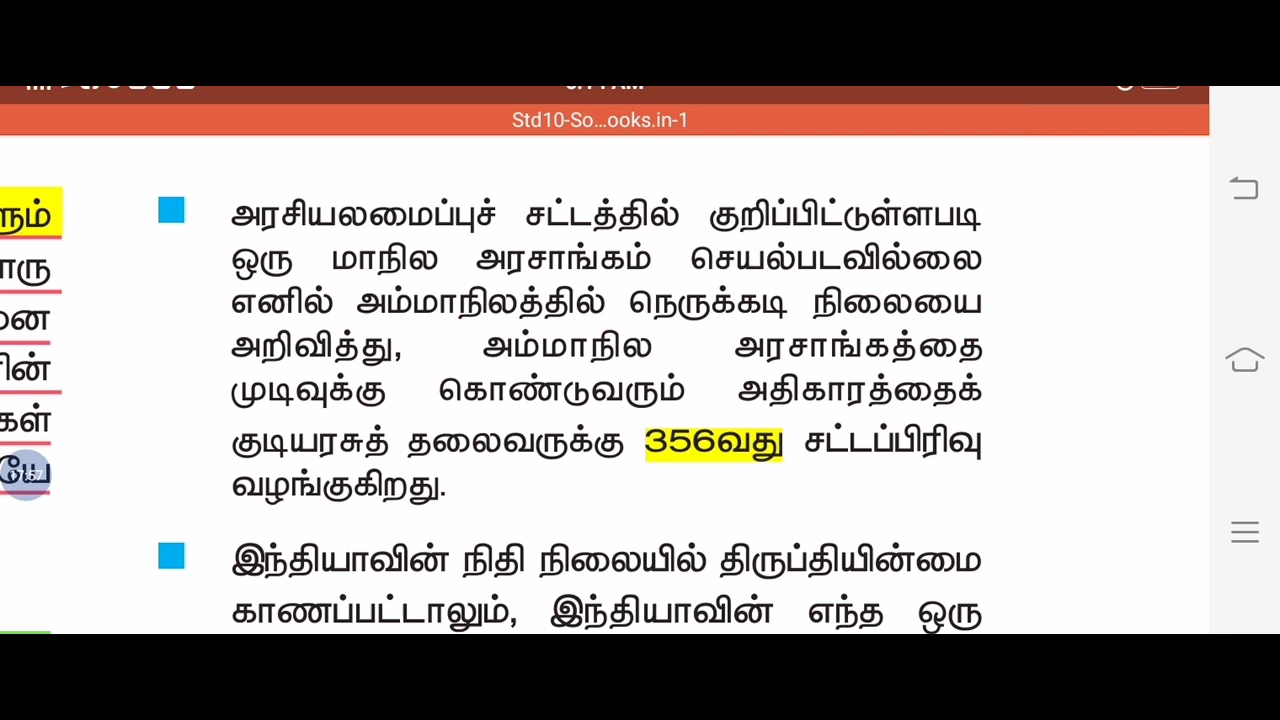 Std10-So...ooks.in-1
அரசியலமைப்புச் சட்டத்தில் குறிப்பிட்டுள்ளபடி
ஒரு மாநில அரசாங்கம் செயல்படவில்லை
எனில் அம்மாநிலத்தில் நெருக்கடி நிலையை
அறிவித்து, அம்மாநில அரசாங்கத்தை
முடிவுக்கு கொண்டுவரும் அதிகாரத்தைக்
குடியரசுத் தலைவருக்கு 356வது சட்டப்பிரிவு
வழங்குகிறது.
இந்தியாவின் நிதி நிலையில் திருப்தியின்மை
காணப்பட்டாலும், இந்தியாவின் எந்த ஒரு
17:57